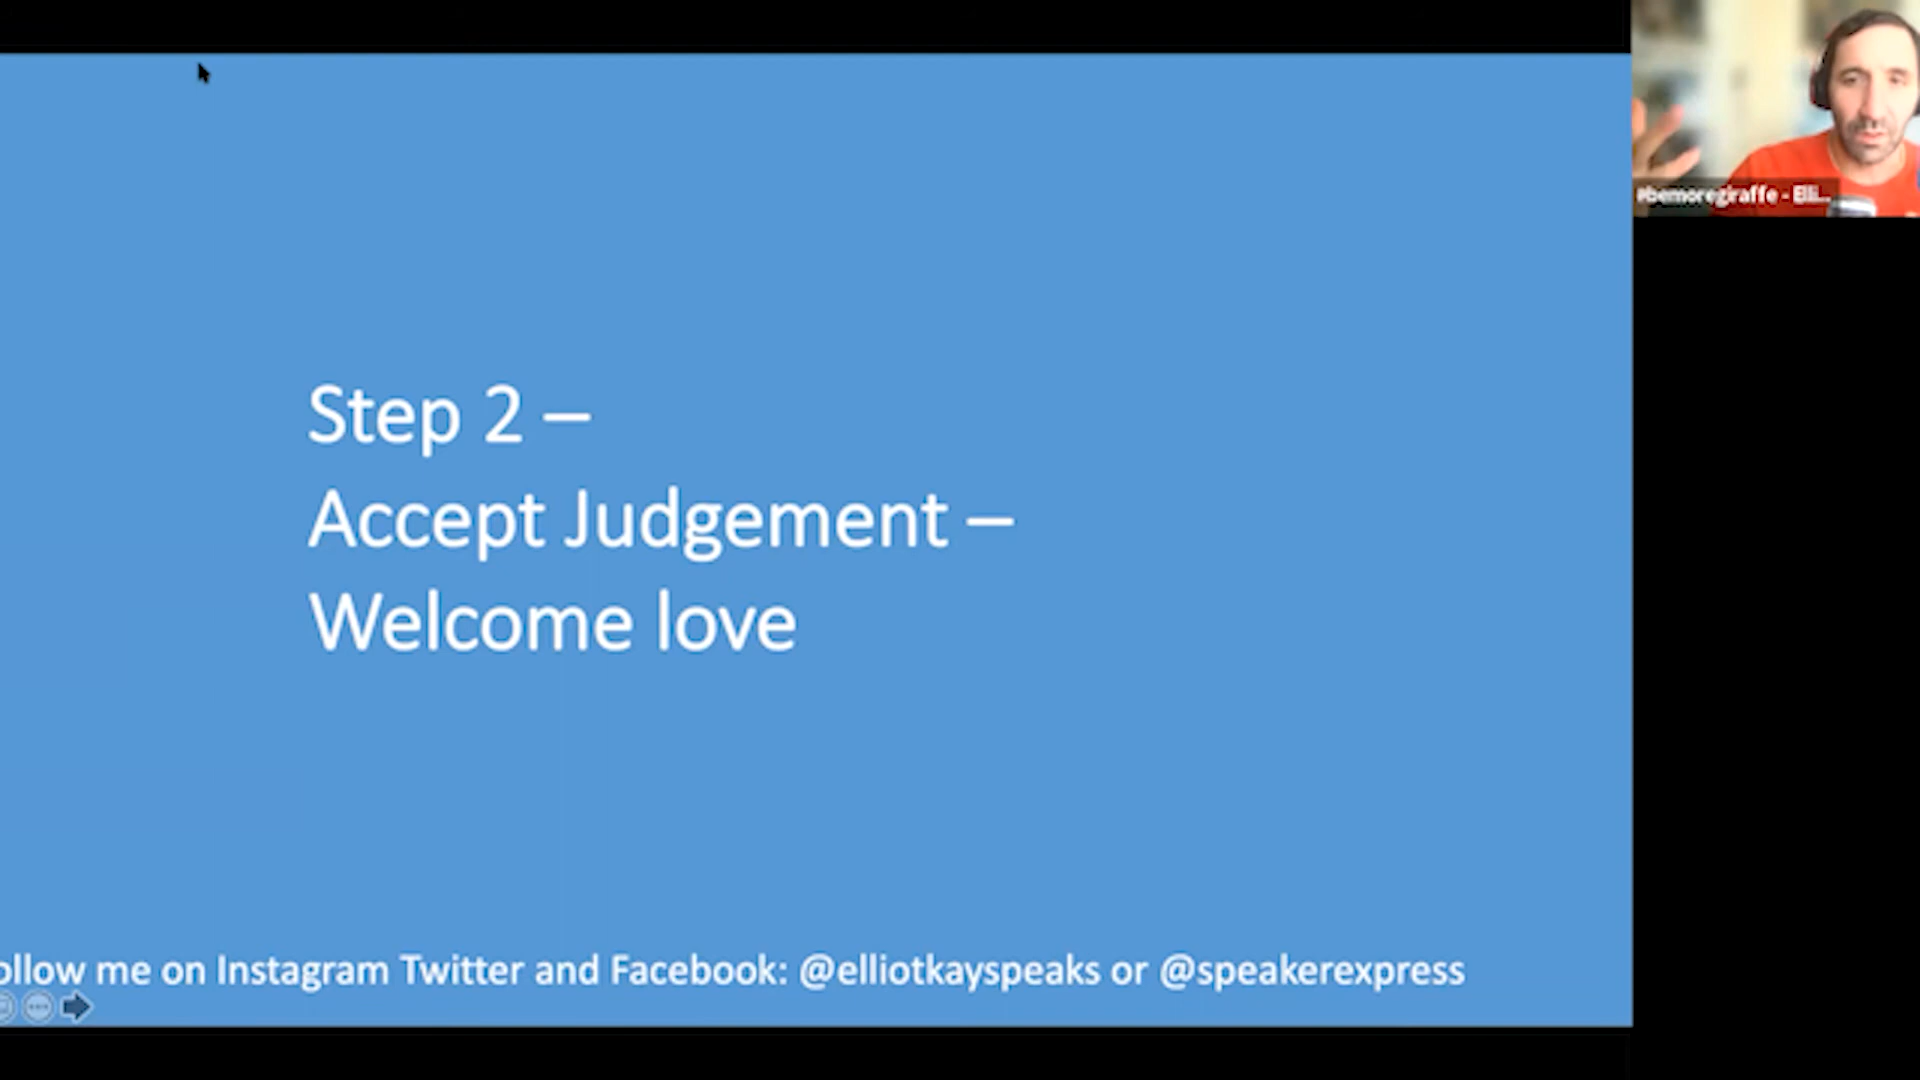 Step 2 –
Accept Judgement –
Welcome love
ollow me on Instagram Twitter and Facebook: @elliotkayspeaks or @speakerexpress
#bemoregiraffe - Elli...